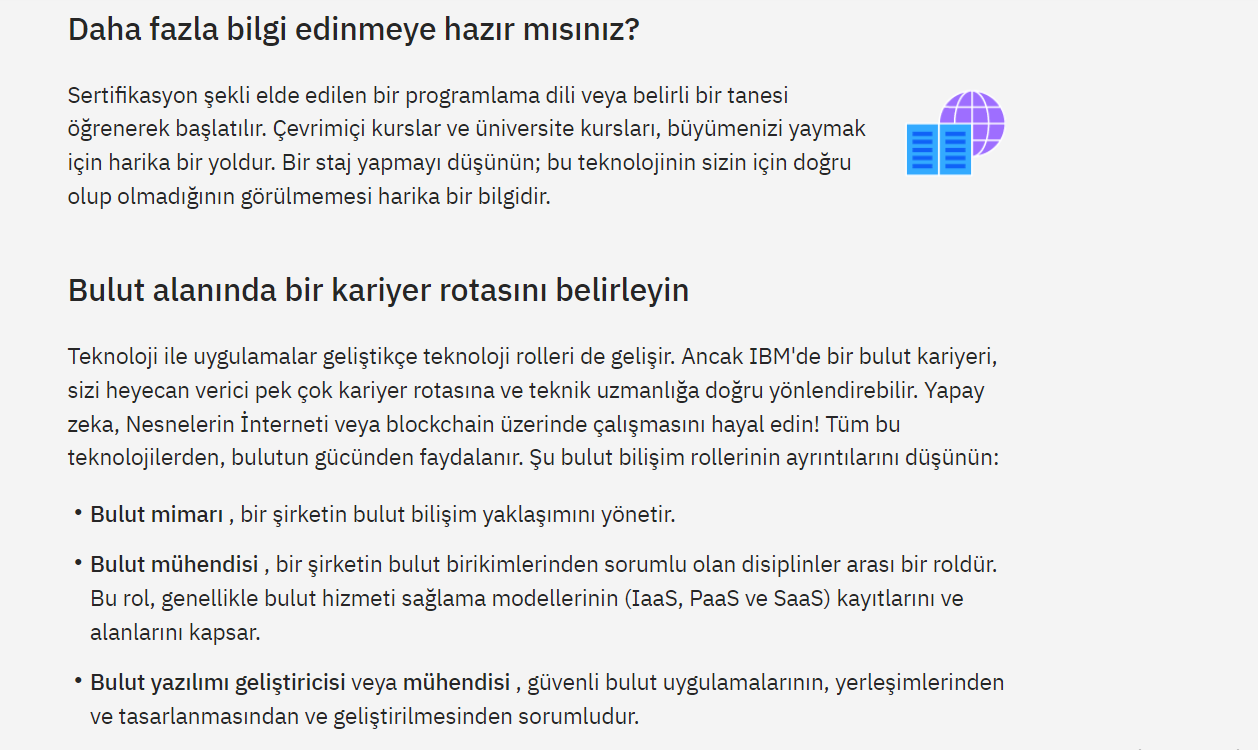 Daha fazla bilgi edinmeye hazır mısınız?
Sertifikasyon şekli elde edilen bir programlama dili veya belirli bir tanesi
öğrenerek başlatılır. Çevrimiçi kurslar ve üniversite kursları, büyümenizi yaymak
için harika bir yoldur. Bir staj yapmayı düşünün; bu teknolojinin sizin için doğru
olup olmadığının görülmemesi harika bir bilgidir.
Bulut alanında bir kariyer rotasını belirleyin
Teknoloji ile uygulamalar geliştikçe teknoloji rolleri de gelişir. Ancak IBM'de bir bulut kariyeri,
sizi heyecan verici pek çok kariyer rotasına ve teknik uzmanlığa doğru yönlendirebilir. Yapay
zeka, Nesnelerin İnterneti veya blockchain üzerinde çalışmasını hayal edin! Tüm bu
teknolojilerden, bulutun gücünden faydalanır. Şu bulut bilişim rollerinin ayrıntılarını düşünün:
• Bulut mimarı , bir şirketin bulut bilişim yaklaşımını yönetir.
• Bulut mühendisi , bir şirketin bulut birikimlerinden sorumlu olan disiplinler arası bir roldür.
Bu rol, genellikle bulut hizmeti sağlama modellerinin (IaaS, PaaS ve SaaS) kayıtlarını ve
alanlarını kapsar.
• Bulut yazılımı geliştiricisi veya mühendisi , güvenli bulut uygulamalarının, yerleşimlerinden
ve tasarlanmasından ve geliştirilmesinden sorumludur.